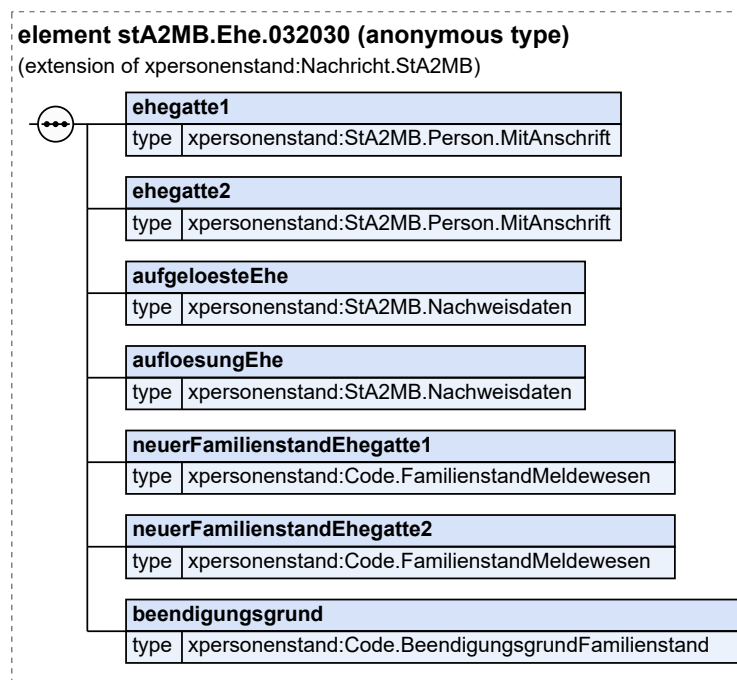 element stA2MB.Ehe.032030 (anonymous type)
(extension of xpersonenstand:Nachricht.StA2MB)
ehegatte1
type xpersonenstand:StA2MB.Person.MitAnschrift
ehegatte2
type xpersonenstand:StA2MB.Person.MitAnschrift
aufgeloesteEhe
type xpersonenstand:StA2MB.Nachweisdaten
aufloesungEhe
type xpersonenstand:StA2MB.Nachweisdaten
neuerFamilienstandEhegatte1
type xpersonenstand:Code.FamilienstandMeldewesen
neuerFamilienstandEhegatte2
type xpersonenstand:Code.FamilienstandMeldewesen
beendigungsgrund
type xpersonenstand:Code.BeendigungsgrundFamilienstand